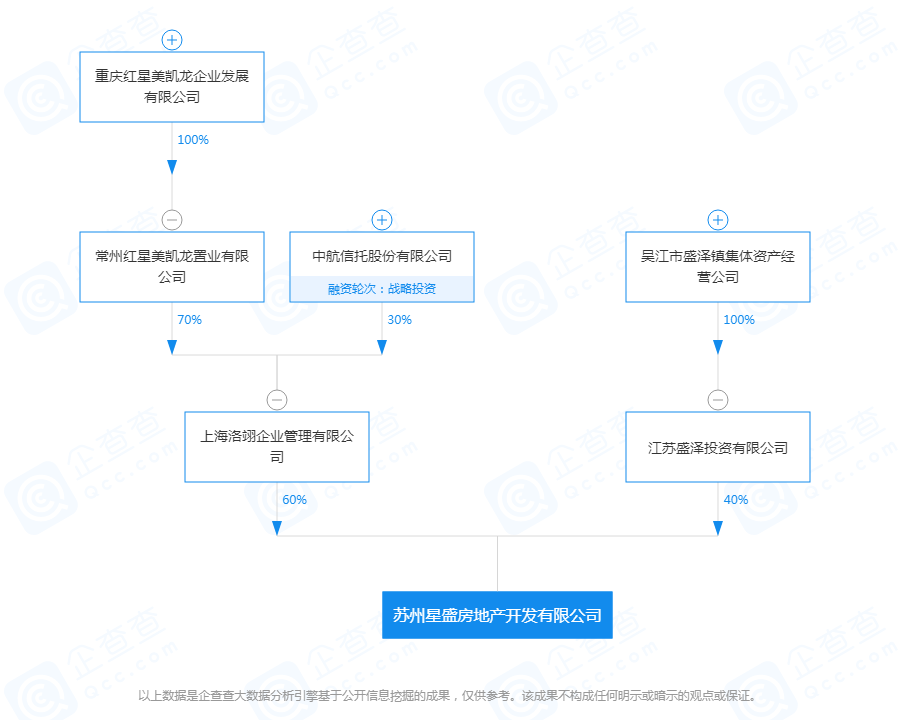 重庆红星美凯龙企业发展
有限公司
100%
常州红星美凯龙置业有限
公司
中航信托股份有限公司
融资轮次：战略投资
吴江市盛泽镇集体资产经
营公司
70%
30%
100%
上海洛翊企业管理有限公
司
江苏盛泽投资有限公司
60%
40%
苏州星盛房地产开发有限公司
以上数据是企查查大数据分析引擎基于公开信息挖掘的成果，仅供参考。该成果不构成任何明示或暗示的观点或保证。
企查查
Qcc.com